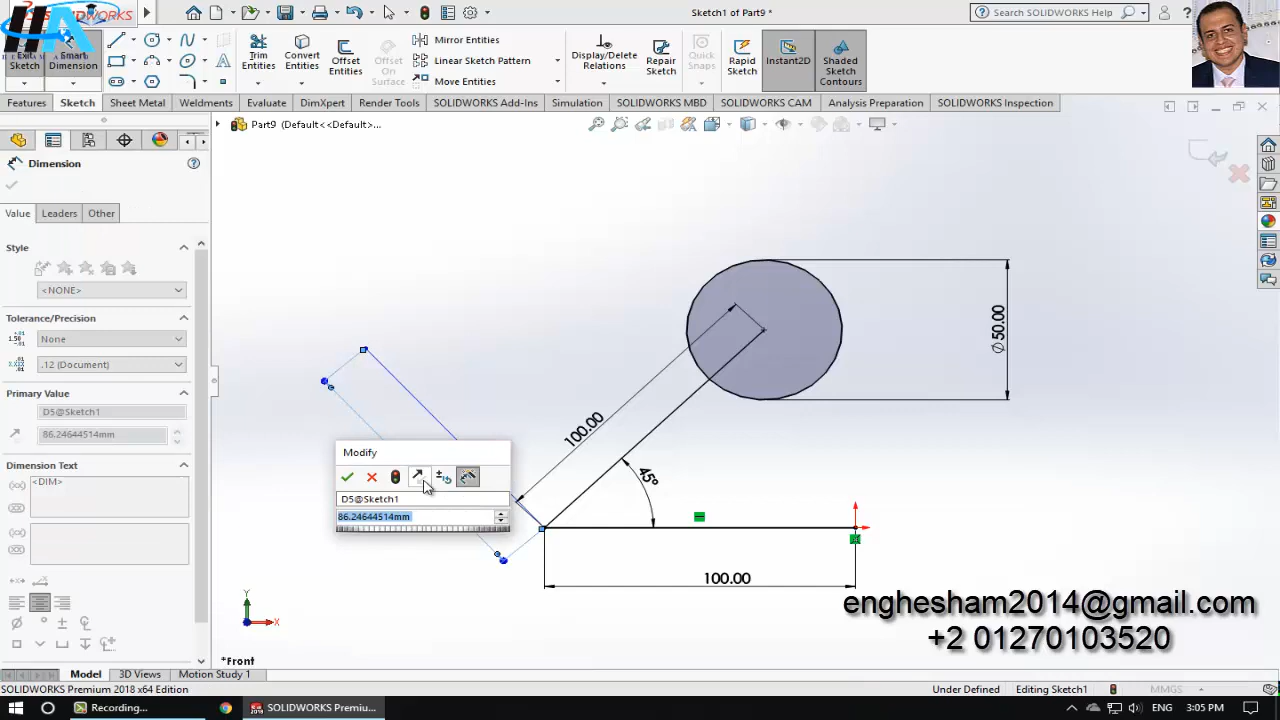 SOLIDWORKS
Sketch1 of Part9 *
Search SOLIDWORKS Help
?
Exit Sketch
Smart Dimension
Trim Entities
Convert Entities
Offset Entities
Offset On Surface
Mirror Entities
Linear Sketch Pattern
Move Entities
Display/Delete Relations
Repair Sketch
Quick Snaps
Rapid Sketch
Instant2D
Shaded Sketch Contours
Features
Sketch
Sheet Metal
Weldments
Evaluate
DimXpert
Render Tools
SOLIDWORKS Add-Ins
Simulation
SOLIDWORKS MBD
SOLIDWORKS CAM
Analysis Preparation
SOLIDWORKS Inspection
Part9 (Default<<Default>...
Dimension
Value
Leaders
Other
Style
<NONE>
Tolerance/Precision
None
.12 (Document)
Primary Value
D5@Sketch1
86.24644514mm
Dimension Text
<DIM>
Modify
D5@Sketch1
86.24644514mm
∅50.00
100.00
45°
100.00
Y
X
*Front
enghesham2014@gmail.com
+2 01270103520
Model
3D Views
Motion Study 1
SOLIDWORKS Premium 2018 x64 Edition
Under Defined
Editing Sketch1
MMGS
Recording...
SOLIDWORKS Premiu...
ENG
3:05 PM